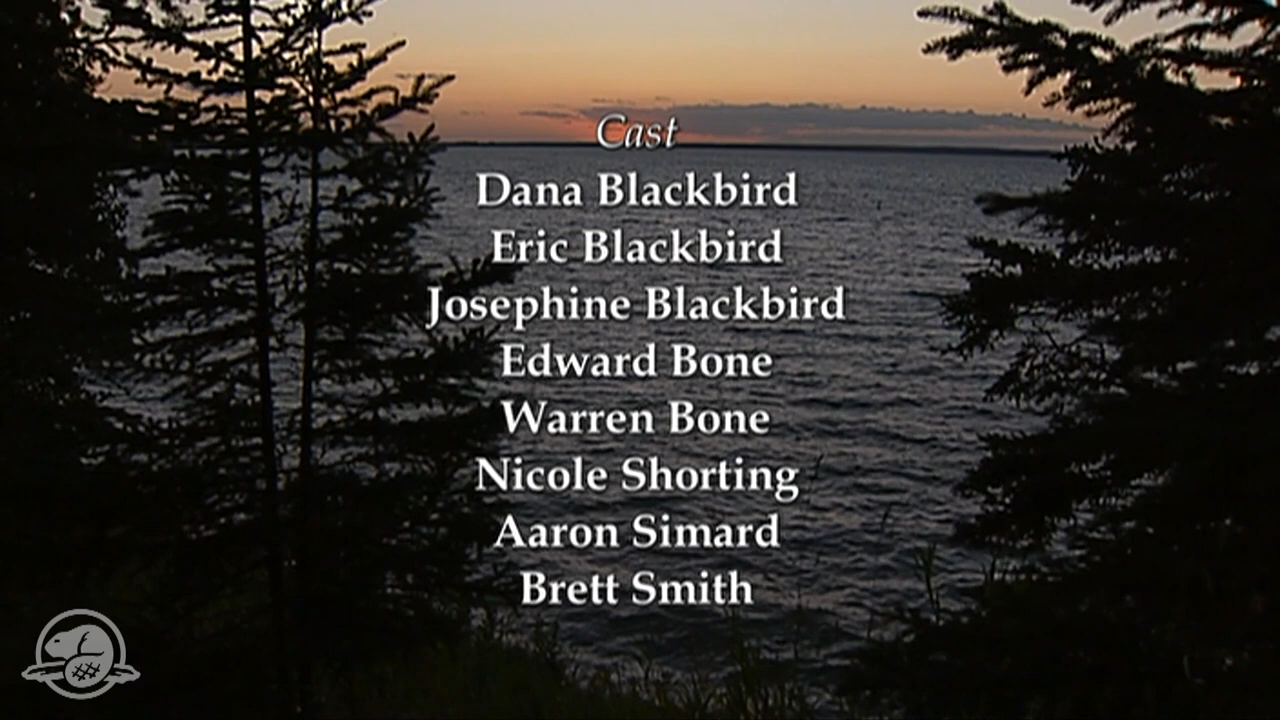 Cast
Dana Blackbird
Eric Blackbird
Josephine Blackbird
Edward Bone
Warren Bone
Nicole Shorting
Aaron Simard
Brett Smith